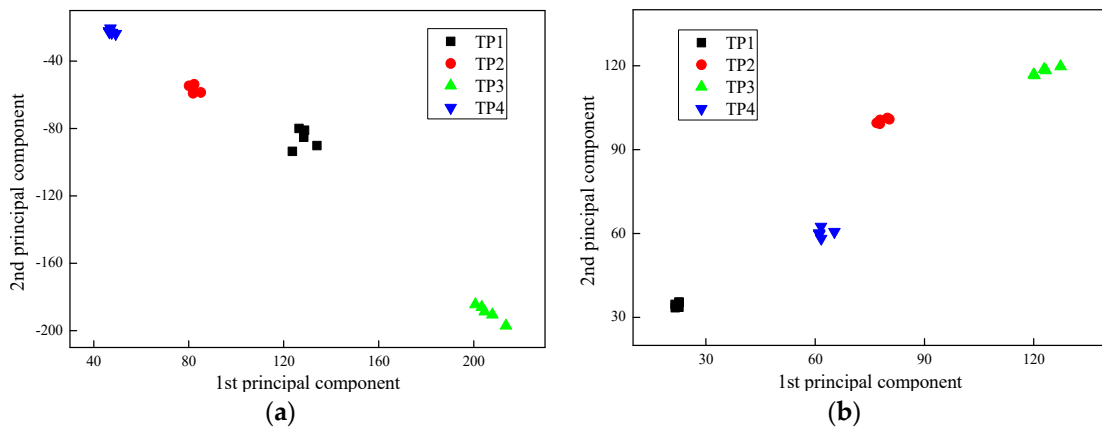 TP1
TP2
TP3
TP4
-40
-80
-120
-160
-200
40
80
120
160
200
2nd principal component
1st principal component
(a)
TP1
TP2
TP3
TP4
120
90
60
30
30
60
90
120
2nd pincipal component
1st principal component
(b)